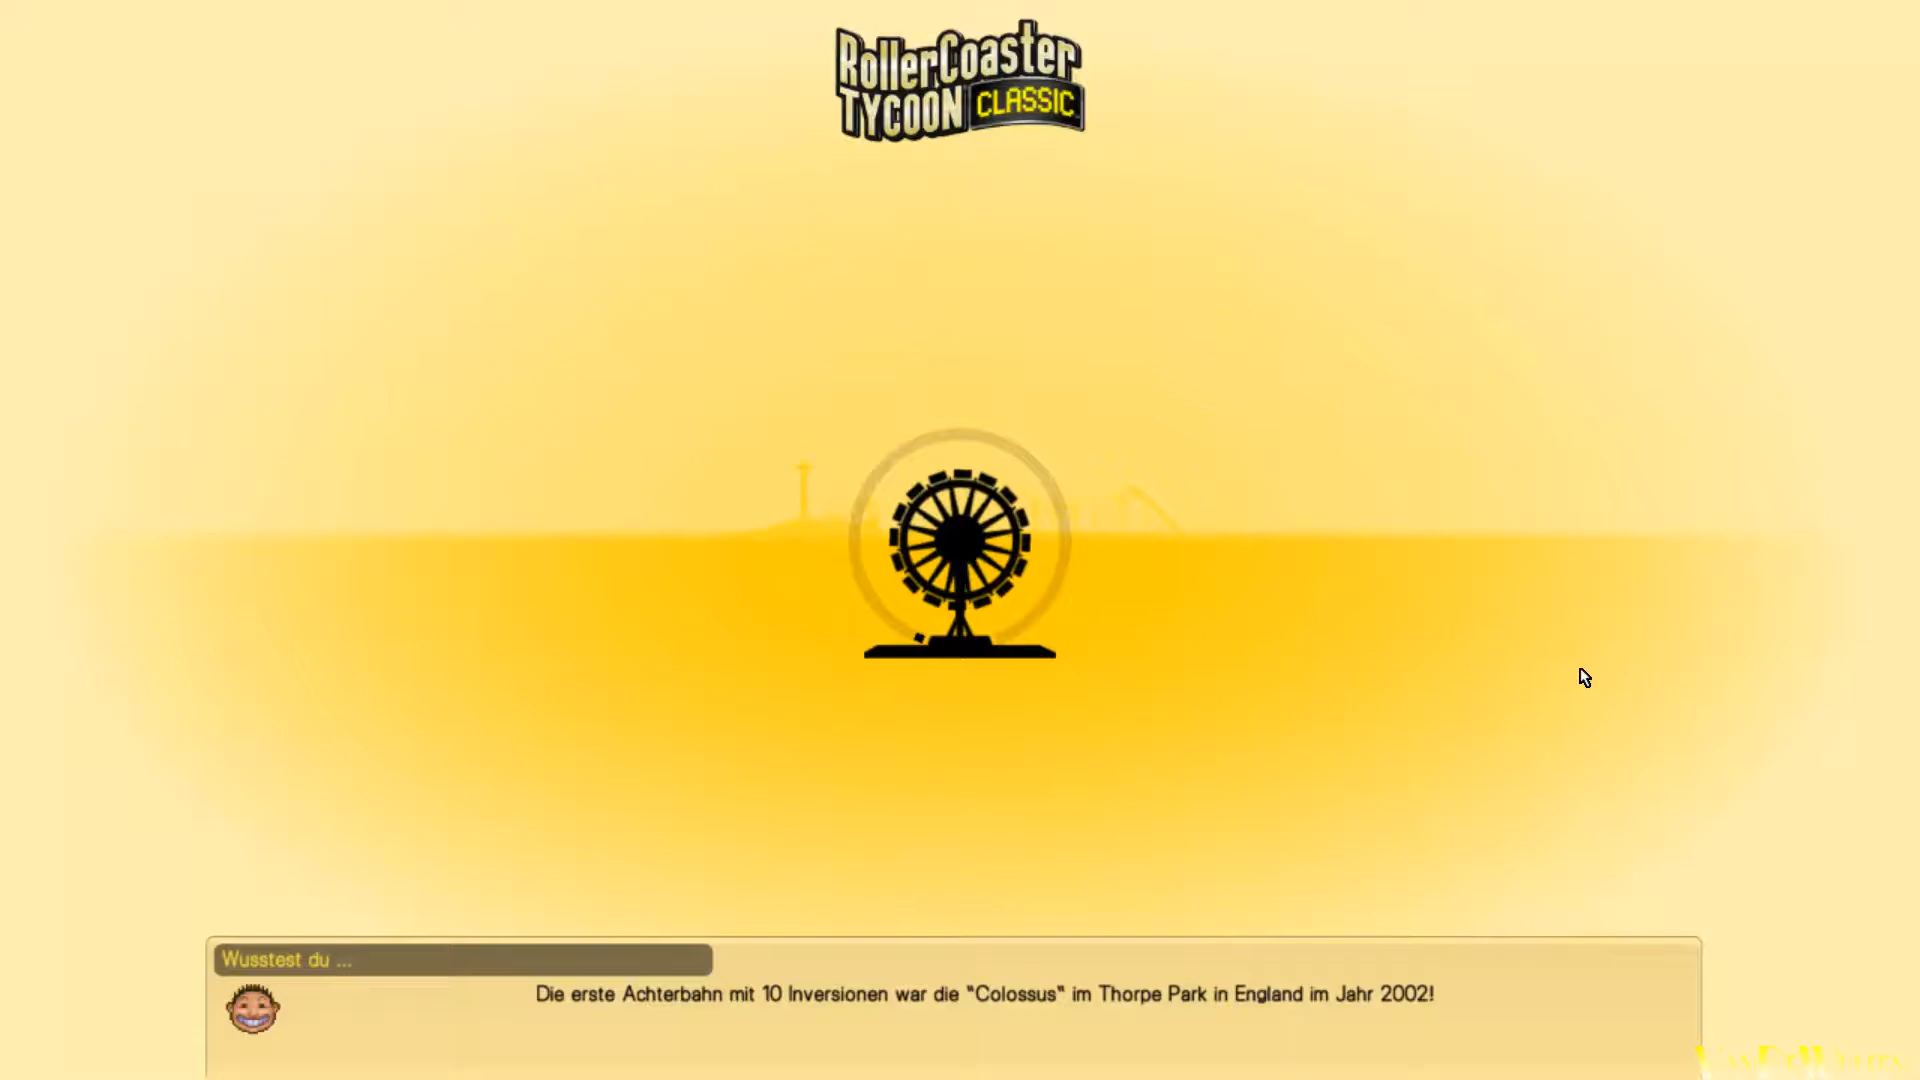 RollerCoaster
TYCOON CLASSIC
Wusstest du ...
Die erste Achterbahn mit 10 Inversionen war die "Colossus" im Thorpe Park in England im Jahr 2002!